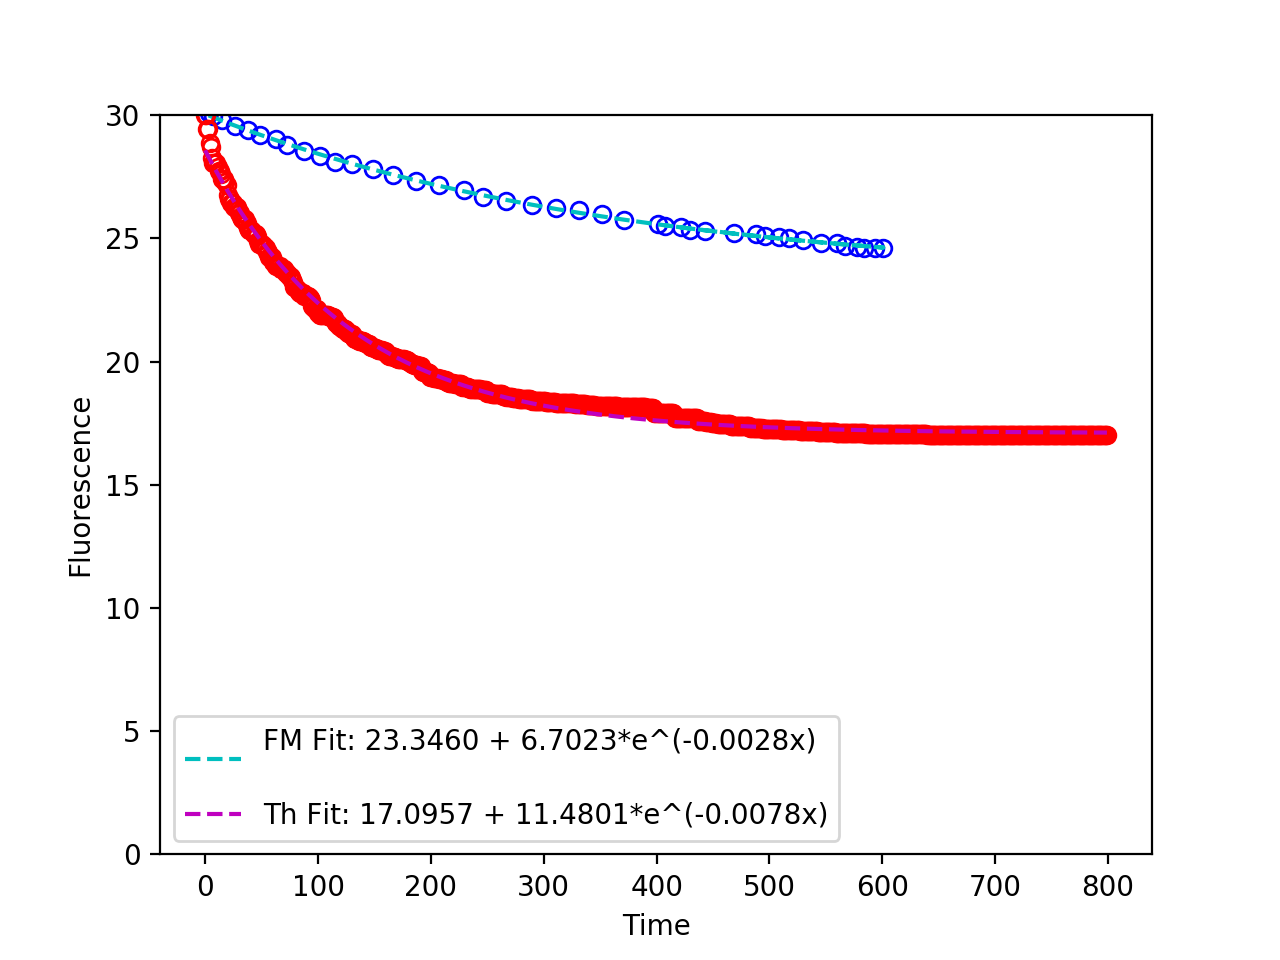 30
25
20
15
10
5
0
Fluorescence
FM Fit: 23.3460 + 6.7023*e^(-0.0028x)
Th Fit: 17.0957 + 11.4801*e^(-0.0078x)
0 100 200 300 400 500 600 700 800
Time